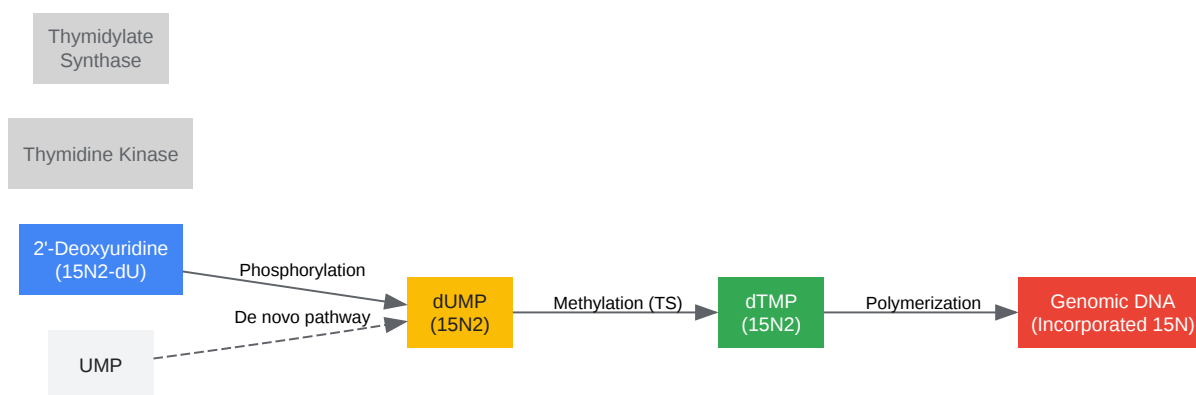 Thymidylate
Synthase
Thymidine Kinase
2'-Deoxyuridine
(15N2-dU)
Phosphorylation
De novo pathway
UMP
dUMP
(15N2)
Methylation (TS)
dTMP
(15N2)
Polymerization
Genomic DNA
(Incorporated 15N)